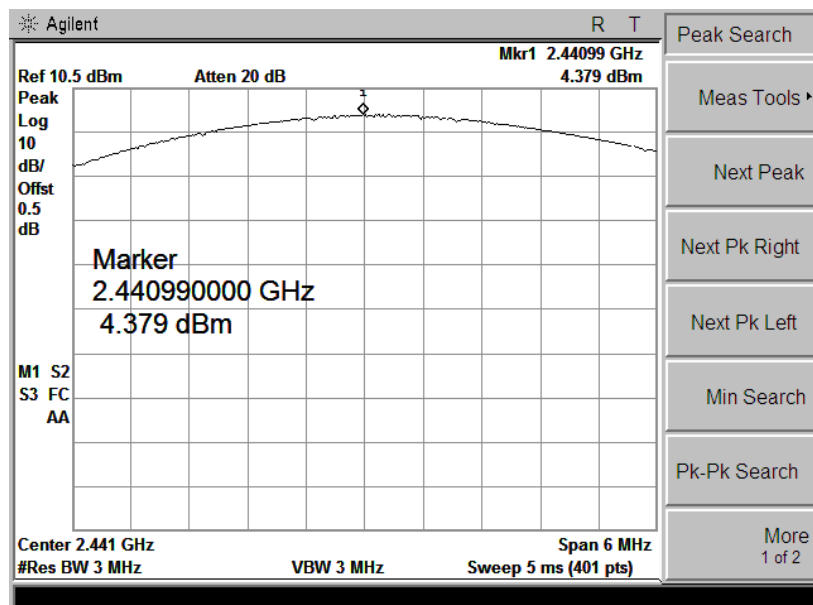 Agilent R T
Mkr1 2.44099 GHz
Ref 10.5 dBm Atten 20 dB 4.379 dBm
Peak
Log
10
dB/
Offst
0.5
dB
1
Marker
2.440990000 GHz
4.379 dBm
M1 S2
S3 FC
AA
Center 2.441 GHz Span 6 MHz
#Res BW 3 MHz VBW 3 MHz Sweep 5 ms (401 pts)
Peak Search
Meas Tools
Next Peak
Next Pk Right
Next Pk Left
Min Search
Pk-Pk Search
More
1 of 2